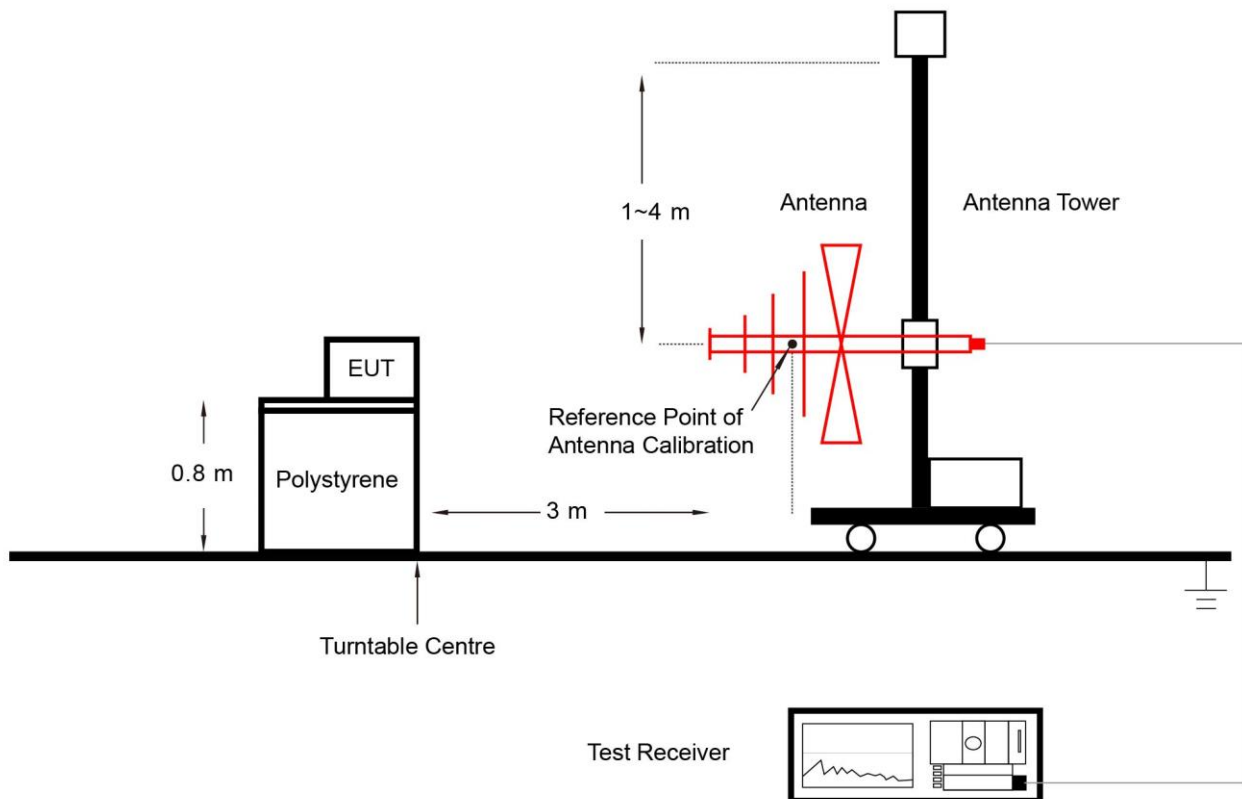 1~4 m
Antenna
Antenna Tower
EUT
Reference Point of
Antenna Calibration
0.8 m
Polystyrene
3 m
Turntable Centre
Test Receiver